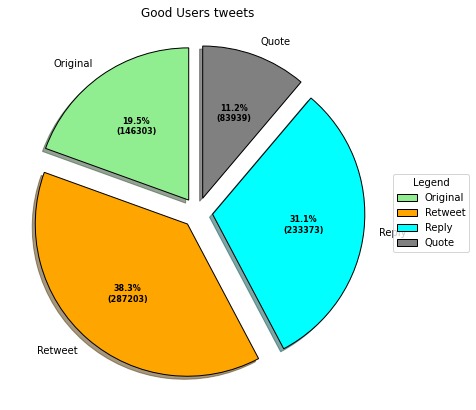 Good Users tweets
Quote
Original
11.2%
(83939)
19.5%
(146303)
Legend
Original
Retweet
Reply
Quote
31.1%
(233373)
Reply
38.3%
(287203)
Retweet